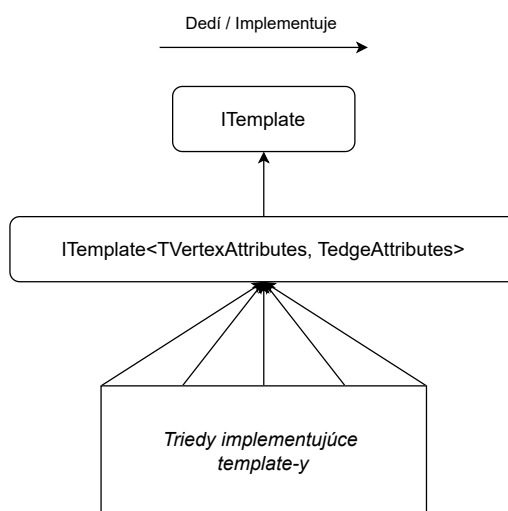 Dedí / Implementuje
ITemplate
ITemplate<TVertexAttributes, TedgeAttributes>
Triedy implementujúce
template-y